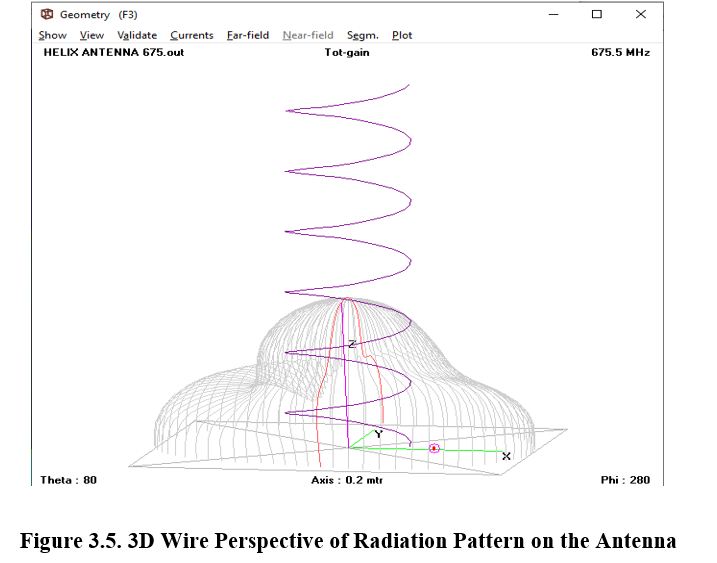 Geometry (F3)
Show View Validate Currents Far-field Near-field Segm. Plot
HELIX ANTENNA 675.out Tot-gain 675.5 MHz
Z
Y
X
Theta : 80 Axis : 0.2 mtr Phi : 280
Figure 3.5. 3D Wire Perspective of Radiation Pattern on the Antenna